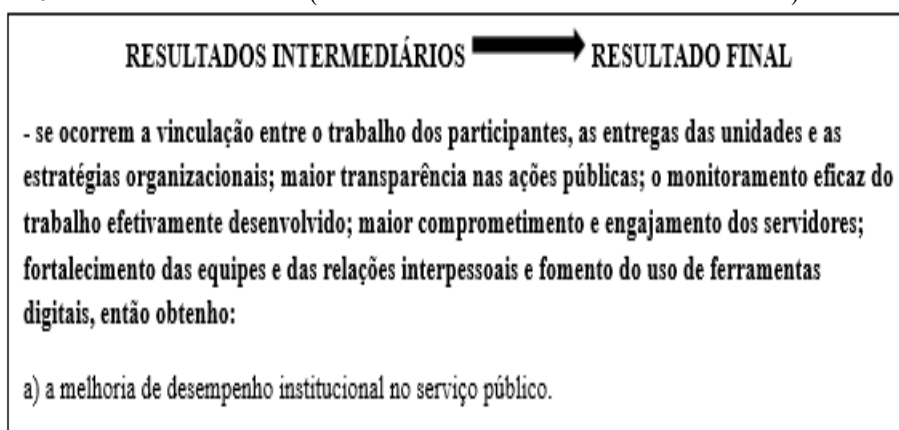 RESULTADOS INTERMEDIÁRIOS RESULTADO FINAL
- se ocorrem a vinculação entre o trabalho dos participantes, as entregas das unidades e as
estratégias organizacionais; maior transparência nas ações públicas; o monitoramento eficaz do
trabalho efetivamente desenvolvido; maior comprometimento e engajamento dos servidores;
fortalecimento das equipes e das relações interpessoais e fomento do uso de ferramentas
digitais, então obtenho:
a) a melhoria de desempenho institucional no serviço público.